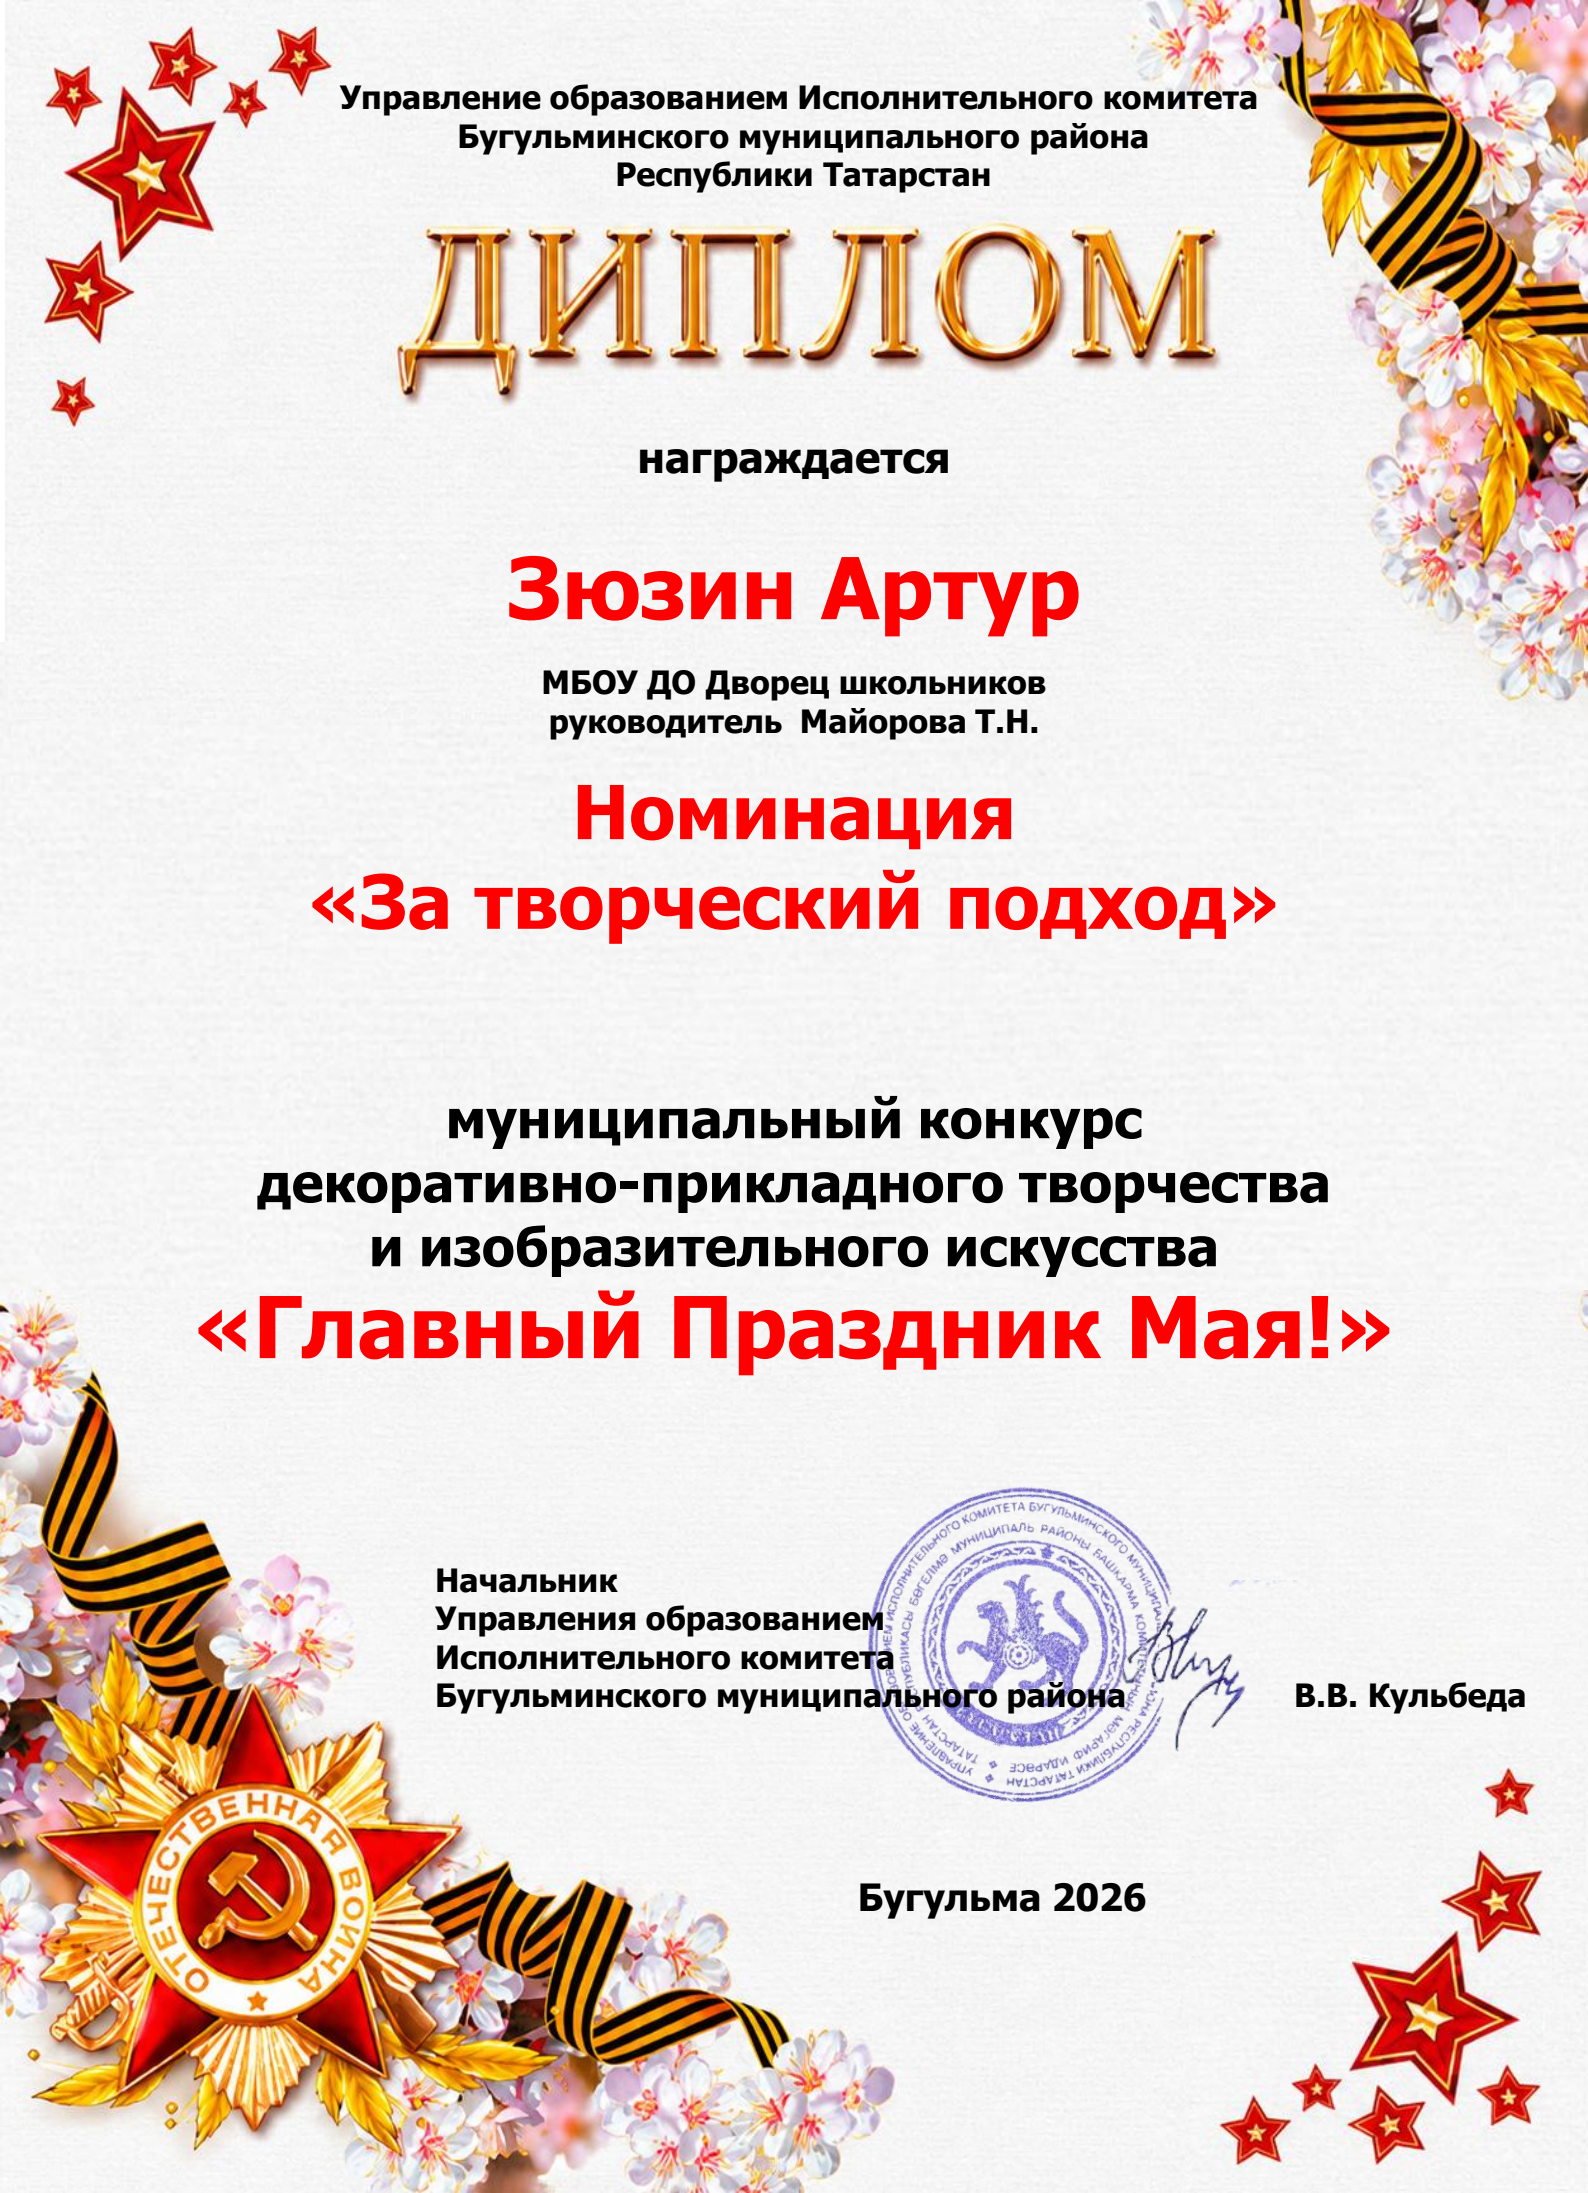 Управление образованием Исполнительного комитета
Бугульминского муниципального района
Республики Татарстан
ДИПЛОМ
награждается
Зюзин Артур
МБОУ ДО Дворец школьников
руководитель  Майорова Т.Н.
Номинация
«За творческий подход»
муниципальный конкурс
декоративно-прикладного творчества
и изобразительного искусства
«Главный Праздник Мая!»
Начальник
Управления образованием
Исполнительного комитета
Бугульминского муниципального района
В.В. Кульбеда
Бугульма 2026
ОТЕЧЕСТВЕННАЯ ВОЙНА